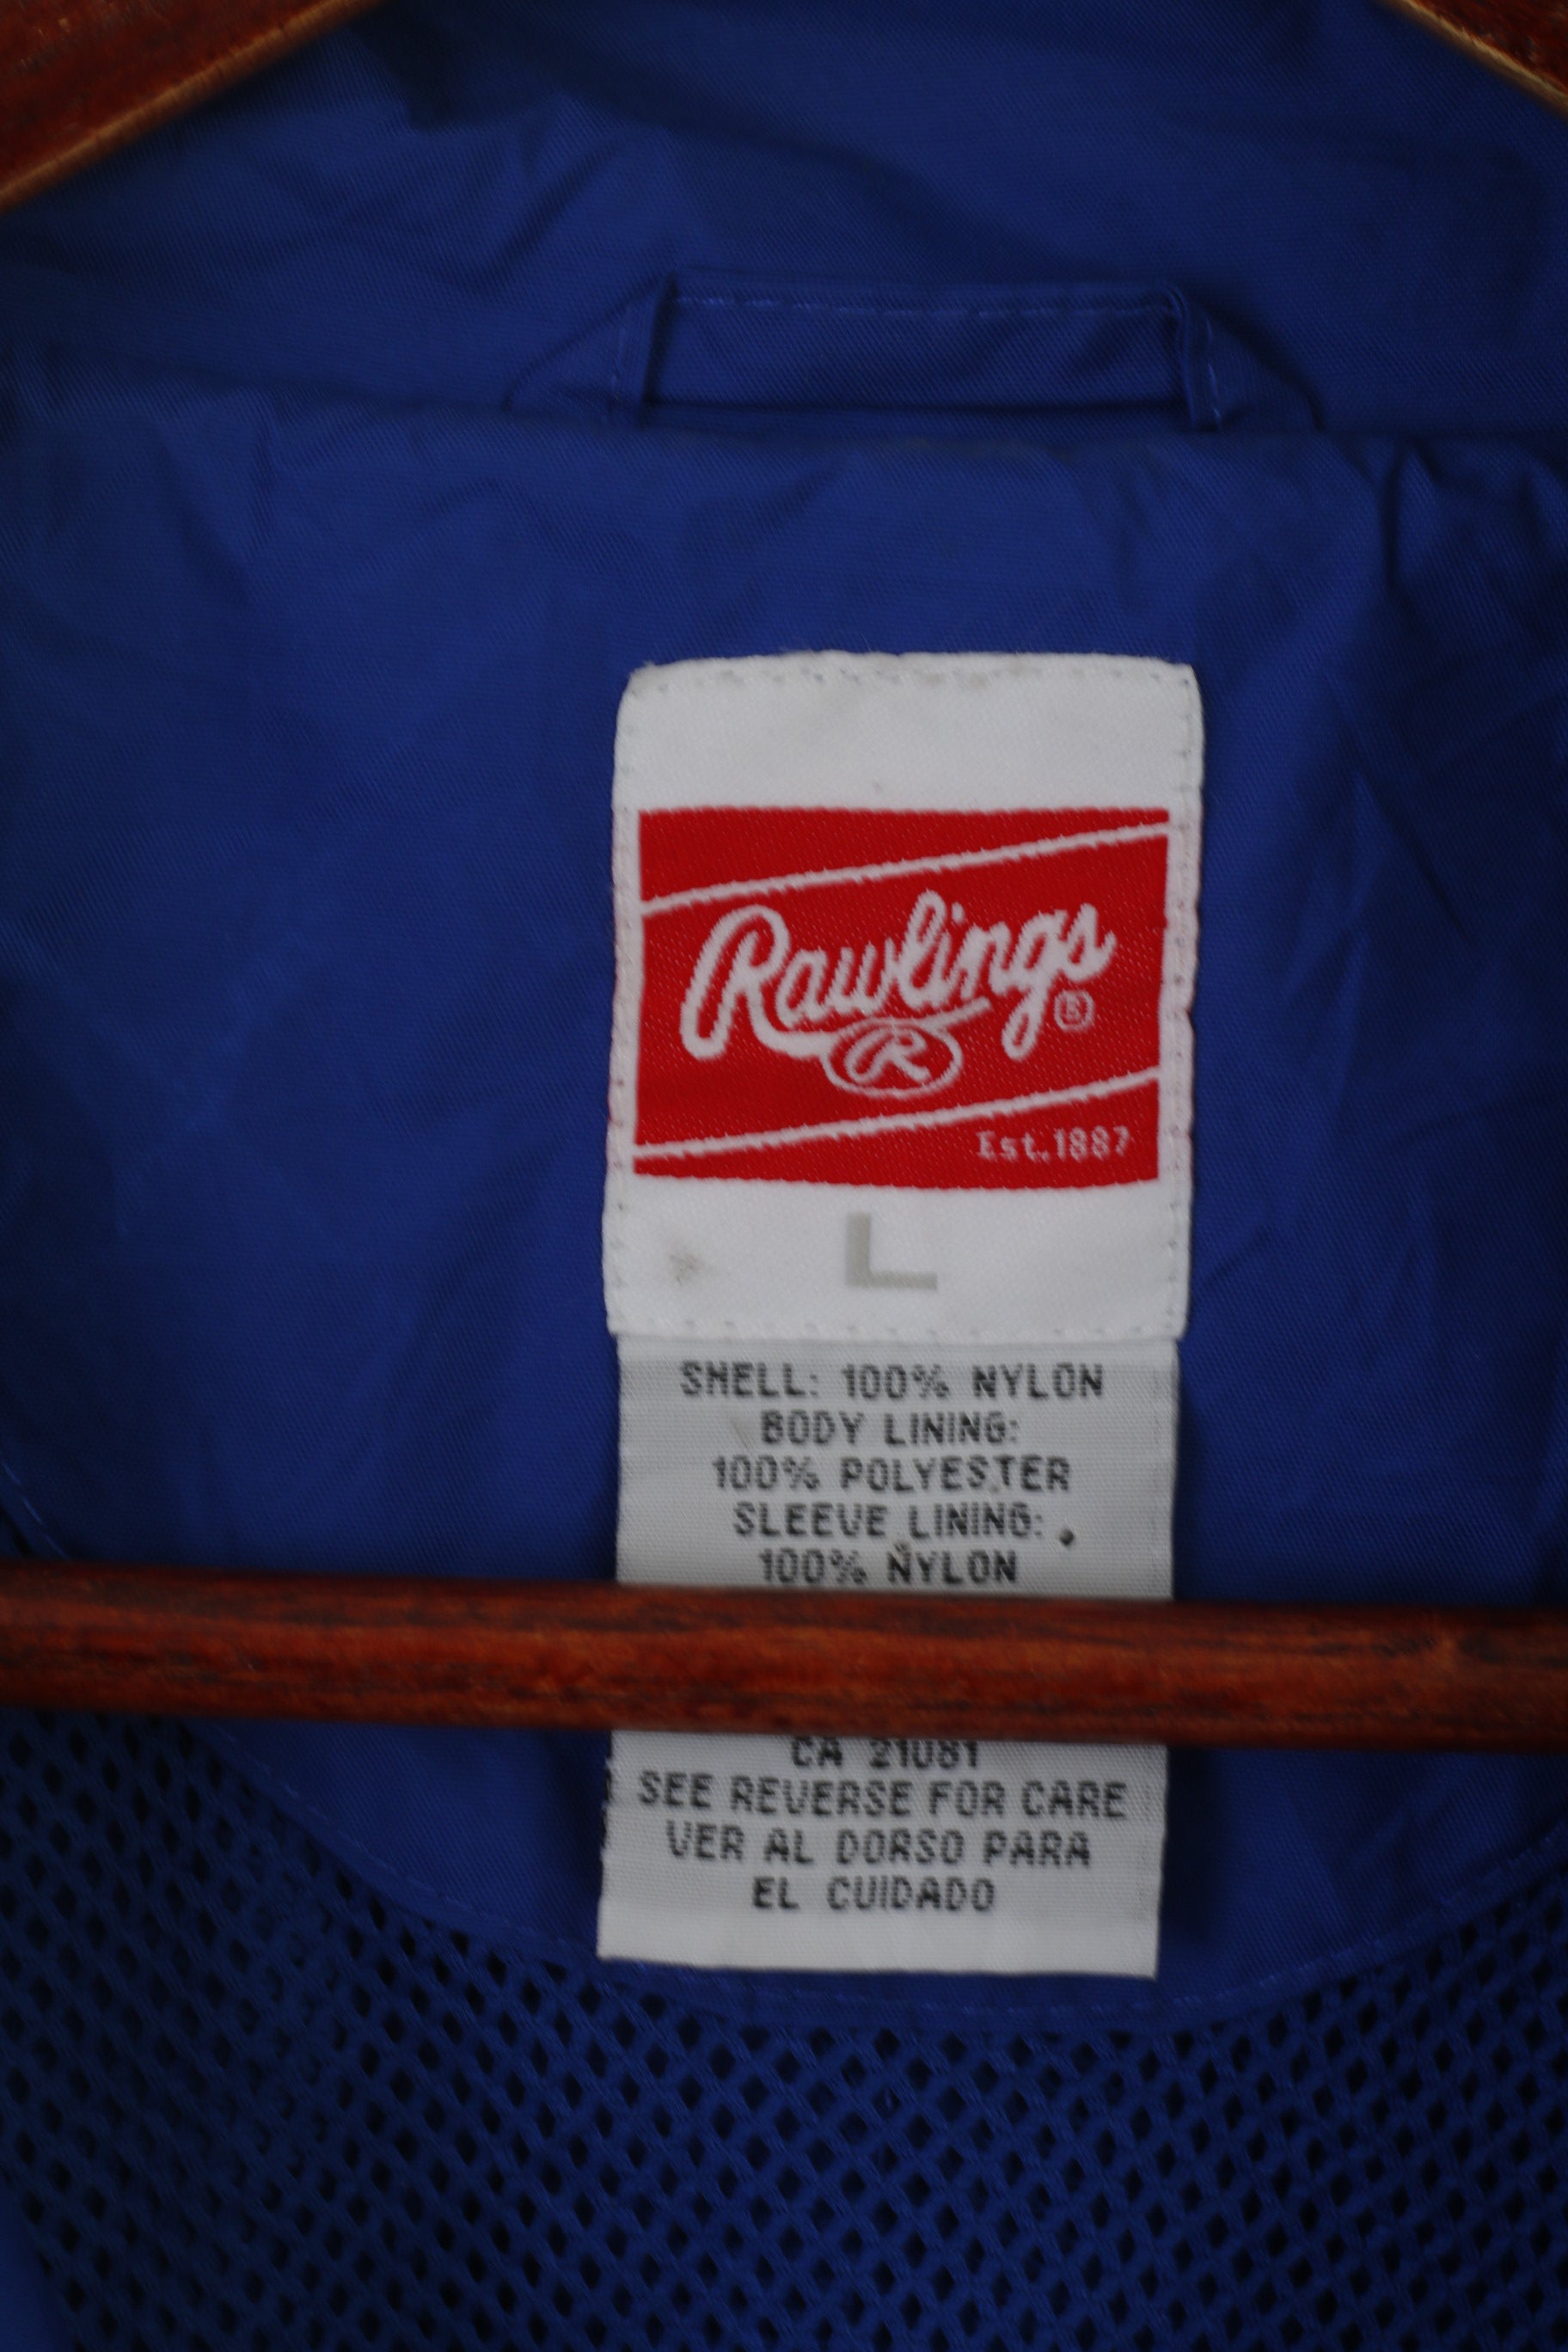 Rawlings ®
R
Est. 1887
L
SHELL: 100% NYLON
BODY LINING:
100% POLYESTER
SLEEVE LINING:
100% NYLON
CA 21081
SEE REVERSE FOR CARE
VER AL DORSO PARA
EL CUIDADO